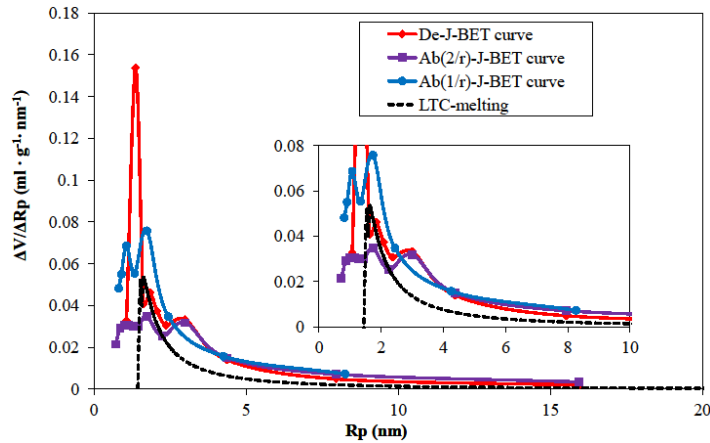 0.18
0.16
0.14
0.12
0.1
0.08
0.06
0.04
0.02
0
ΔV/ΔRp (ml · g⁻¹· nm⁻¹)
De-J-BET curve
Ab(2/r)-J-BET curve
Ab(1/r)-J-BET curve
LTC-melting
0.08
0.06
0.04
0.02
0
0 2 4 6 8 10
0 5 10 15 20
Rp (nm)